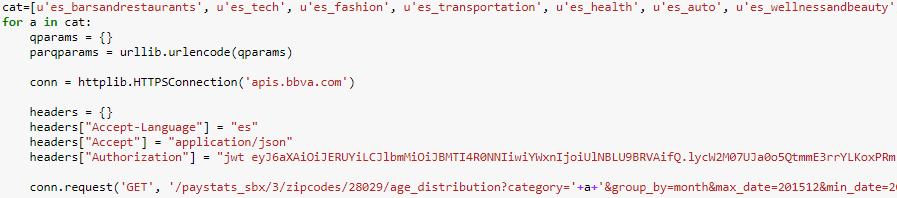 cat=[u'es_barsandrestaurants', u'es_tech', u'es_fashion', u'es_transportation', u'es_health', u'es_auto', u'es_wellnessandbeauty'
for a in cat:
    qparams = {}
    parqparams = urllib.urlencode(qparams)
    conn = httplib.HTTPSConnection('apis.bbva.com')
    headers = {}
    headers["Accept-Language"] = "es"
    headers["Accept"] = "application/json"
    headers["Authorization"] = "jwt eyJ6aXAiOiJERUYiLCJlbmMiOiJBMTI4R0NNIiwiYWxnIjoiUlNBLU9BRVAifQ.lycW2M07UJa0o5QtmmE3rrYLKoxPRm
    conn.request('GET', '/paystats_sbx/3/zipcodes/28029/age_distribution?category='+a+'&group_by=month&max_date=201512&min_date=20